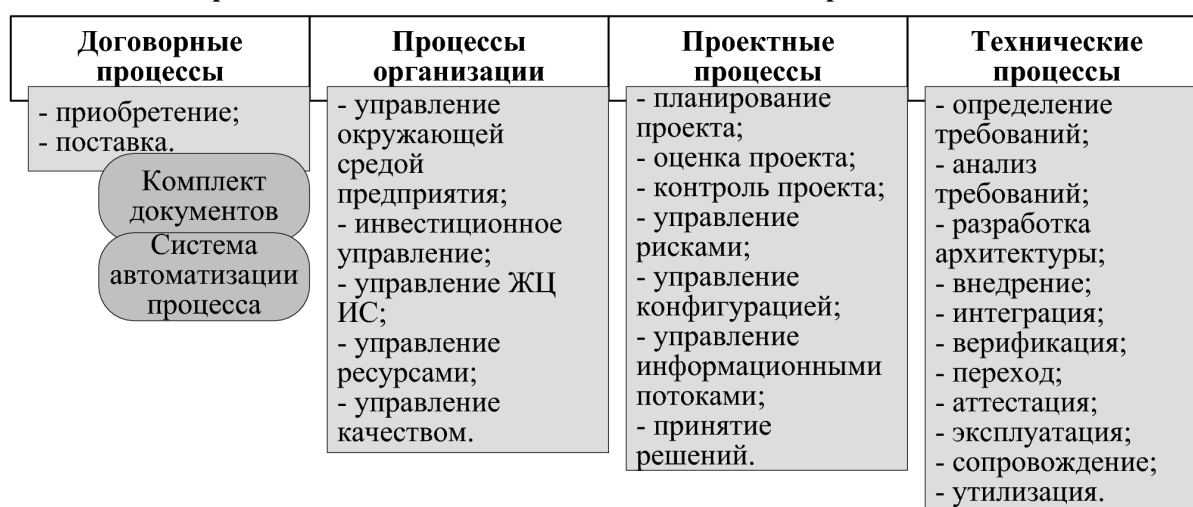 Договорные
процессы
- приобретение;
- поставка.
Комплект
документов
Система
автоматизации
процесса
Процессы
организации
- управление
окружающей
средой
предприятия;
- инвестиционное
управление;
- управление ЖЦ
ИС;
- управление
ресурсами;
- управление
качеством.
Проектные
процессы
- планирование
проекта;
- оценка проекта;
- контроль проекта;
- управление
рисками;
- управление
конфигурацией;
- управление
информационными
потоками;
- принятие
решений.
Технические
процессы
- определение
требований;
- анализ
требований;
- разработка
архитектуры;
- внедрение;
- интеграция;
- верификация;
- переход;
- аттестация;
- эксплуатация;
- сопровождение;
- утилизация.